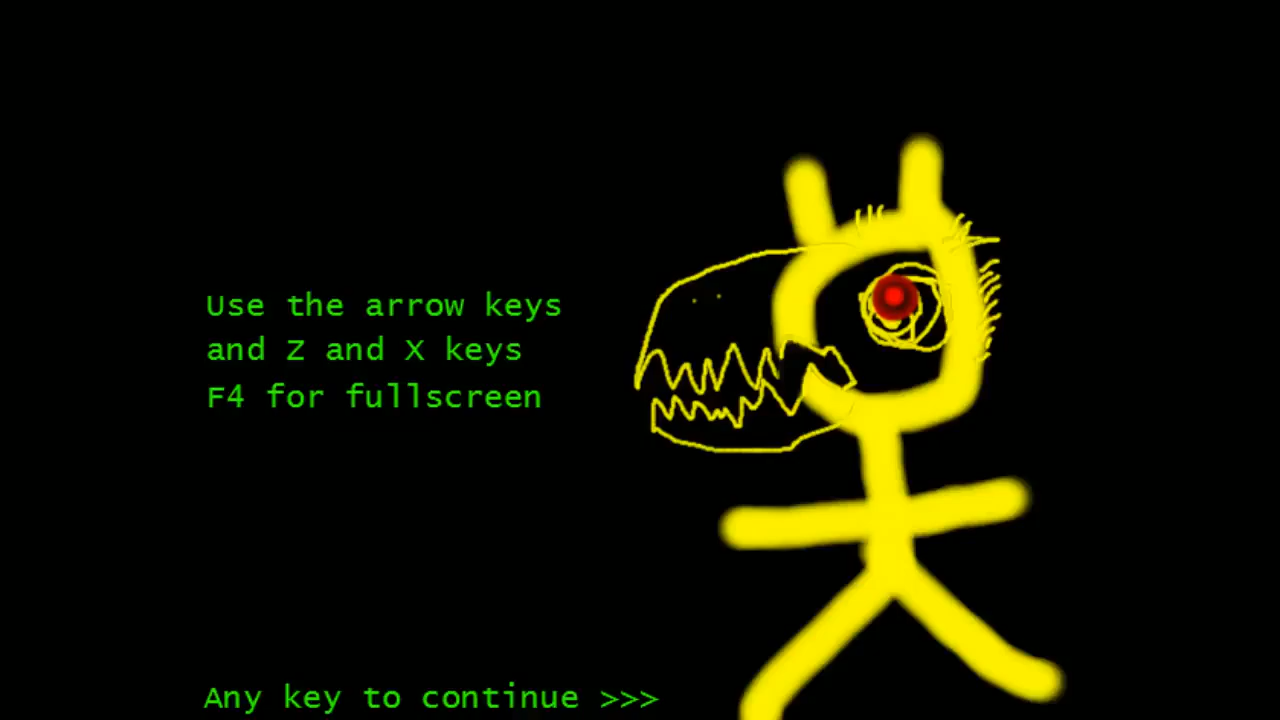 Use the arrow keys
and Z and X keys
F4 for fullscreen
Any key to continue >>>